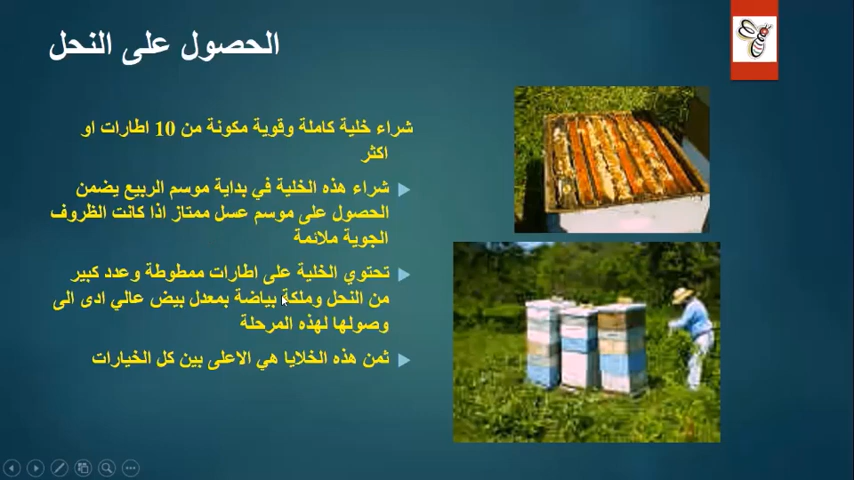 الحصول على النحل
شراء خلية كاملة وقوية مكونة من 10 اطارات او
اكثر
شراء هذه الخلية في بداية موسم الربيع يضمن
الحصول على موسم عسل ممتاز اذا كانت الظروف
الجوية ملائمة
تحتوي الخلية على اطارات ممطوطة وعدد كبير
من النحل وملكة بياضة بمعدل بيض عالي ادى الى
وصولها لهذه المرحلة
ثمن هذه الخلايا هي الاعلى بين كل الخيارات